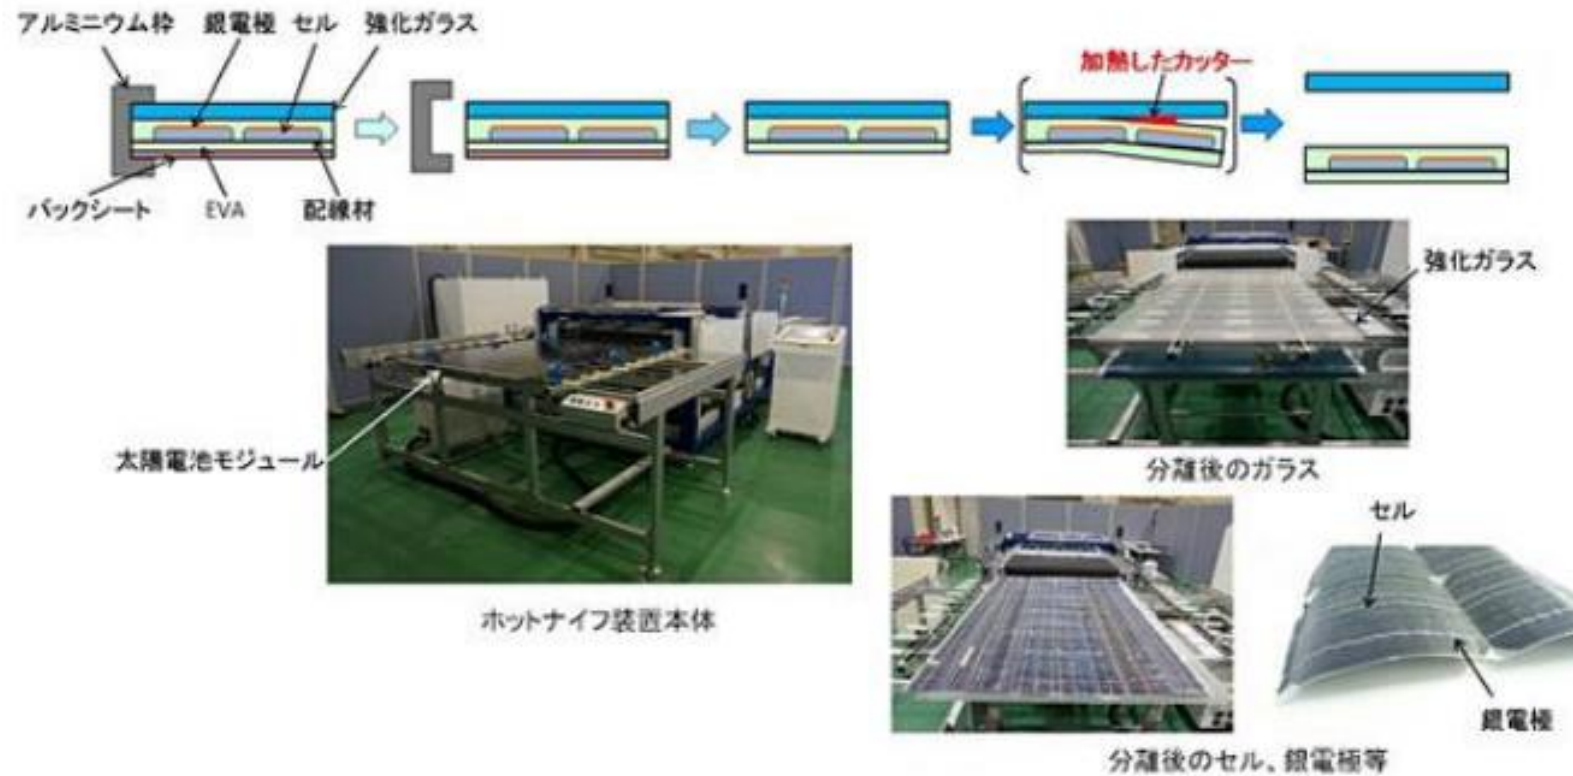 アルミニウム枠 銀電極 セル 強化ガラス
加熱したカッター
バックシート EVA 配線材
強化ガラス
太陽電池モジュール
分離後のガラス
ホットナイフ装置本体
セル
銀電極
分離後のセル、銀電極等